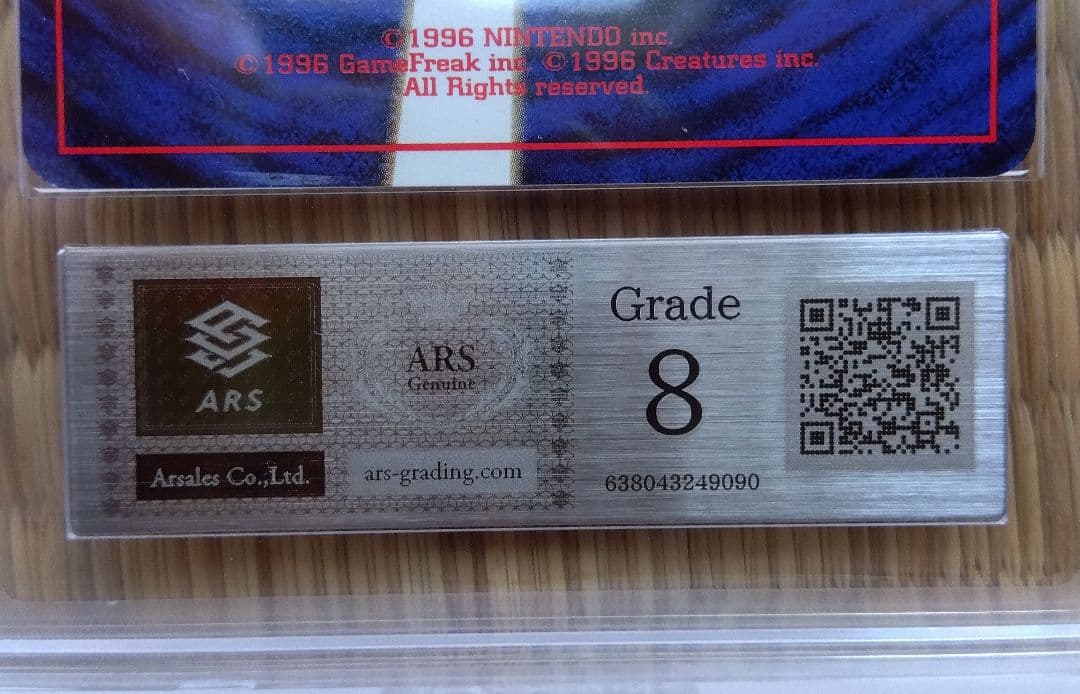 ©1996 NINTENDO inc.
©1996 GameFreak inc. ©1996 Creatures inc.
All Rights reserved.
ARS
Arsales Co.,Ltd.
ARS
Genuine
ars-grading.com
Grade
8
638043249090